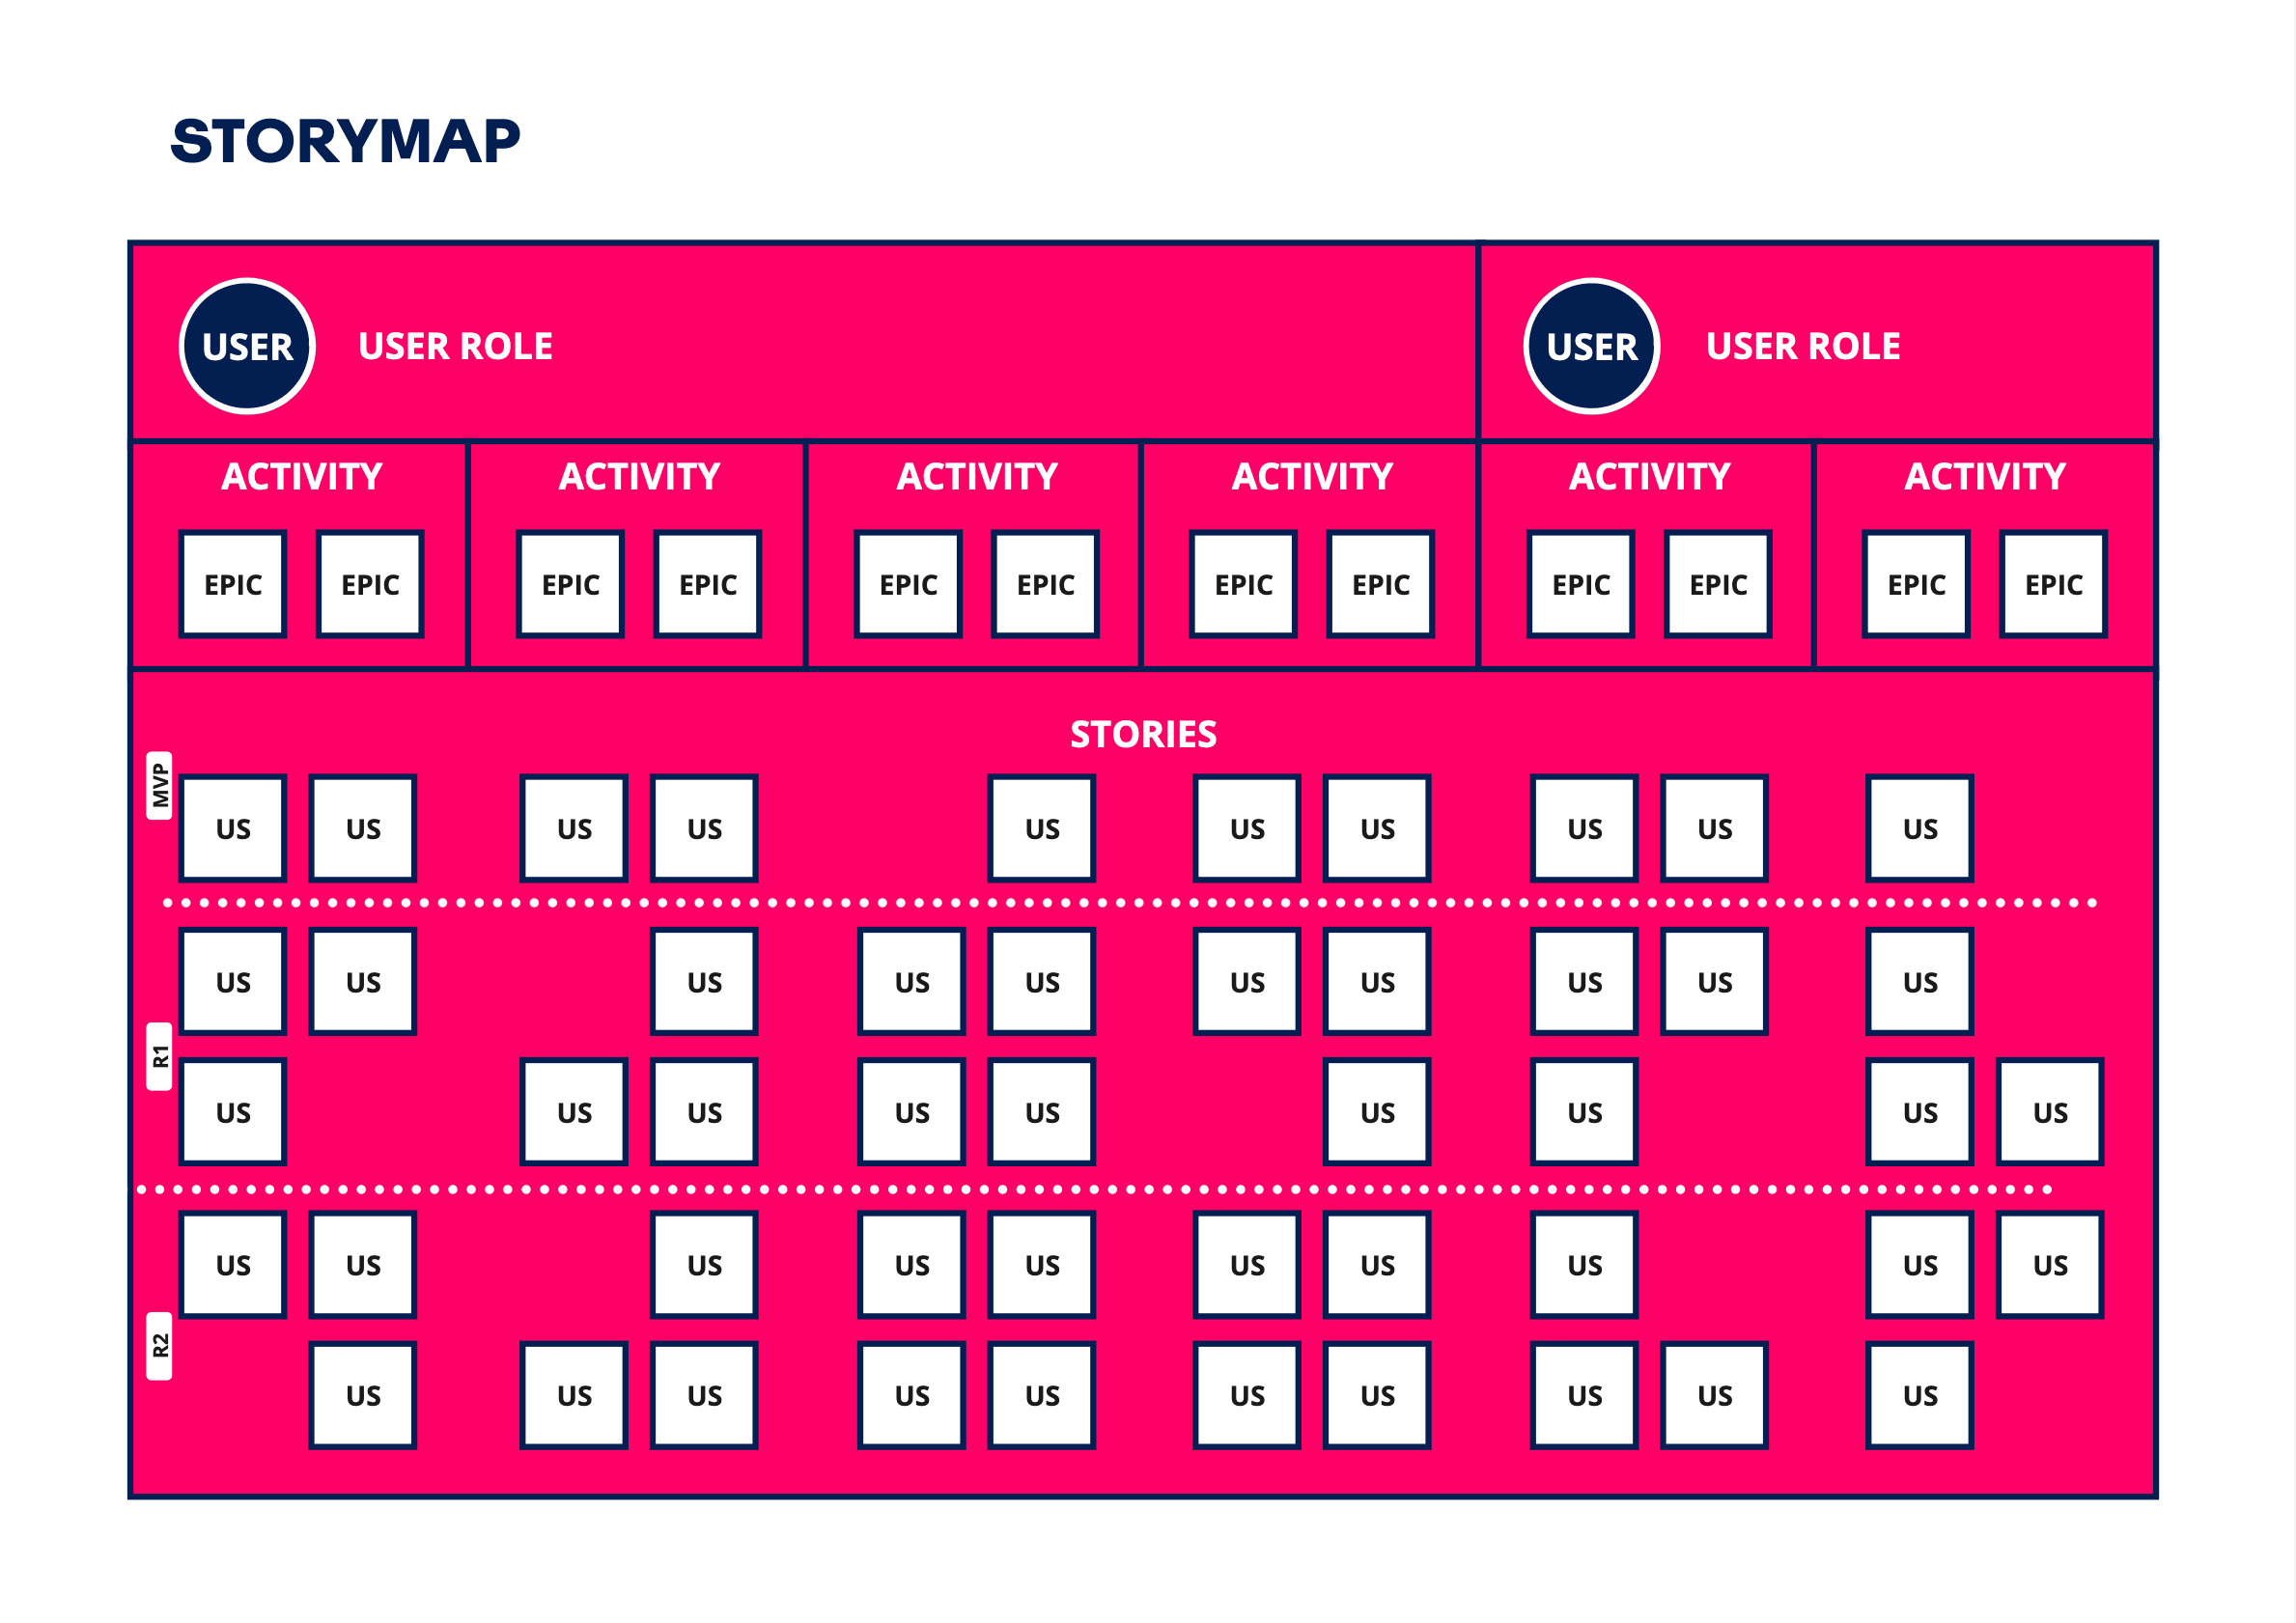 STORYMAP
USER USER ROLE USER USER ROLE
ACTIVITY ACTIVITY ACTIVITY ACTIVITY ACTIVITY ACTIVITY
EPIC EPIC EPIC EPIC EPIC EPIC EPIC EPIC EPIC EPIC EPIC EPIC
STORIES
MVP
US US US US US US US US US US
US US US US US US US US US US
R1
US US US US US US US US US
US US US US US US US US US US
R2
US US US US US US US US US US